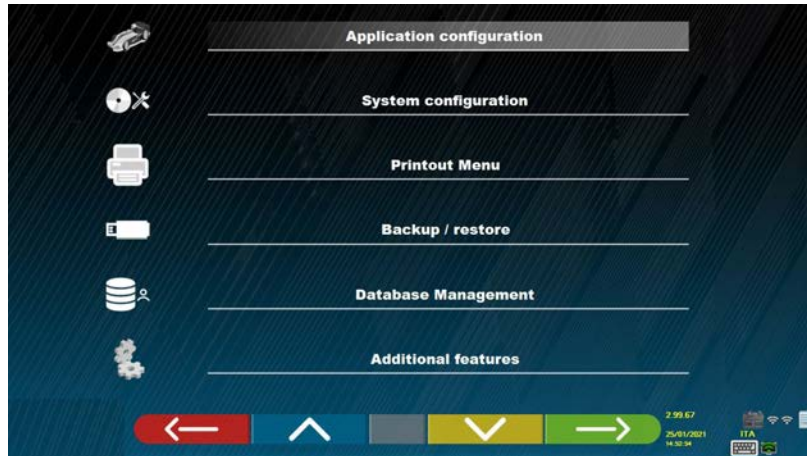 Application configuration
System configuration
Printout Menu
Backup / restore
Database Management
Additional features
2.99.67
25/01/2021
14:52:54
ITA